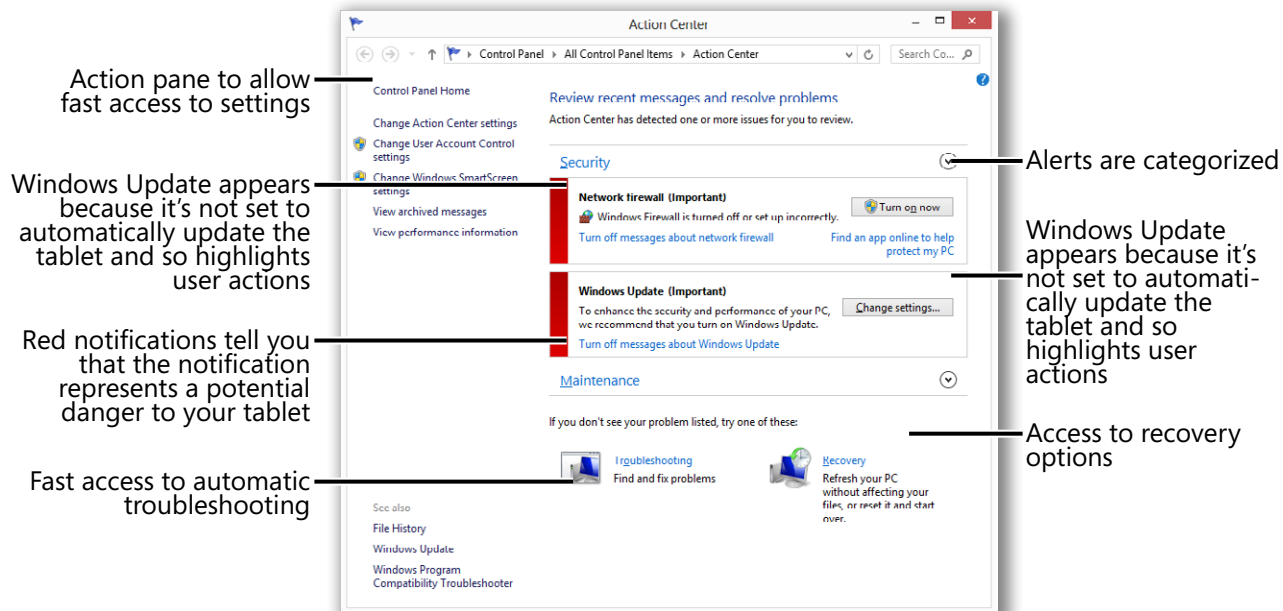 Action Center
Control Panel ▸ All Control Panel Items ▸ Action Center
Search Co...
Action pane to allow
fast access to settings
Windows Update appears
because it's not set to
automatically update the
tablet and so highlights
user actions
Red notifications tell you
that the notification
represents a potential
danger to your tablet
Fast access to automatic
troubleshooting
Control Panel Home
Change Action Center settings
Change User Account Control
settings
Change Windows SmartScreen
settings
View archived messages
View performance information
See also
File History
Windows Update
Windows Program
Compatibility Troubleshooter
Review recent messages and resolve problems
Action Center has detected one or more issues for you to review.
Security
Network firewall (Important)
Windows Firewall is turned off or set up incorrectly.
Turn on now
Turn off messages about network firewall
Find an app online to help
protect my PC
Windows Update (Important)
To enhance the security and performance of your PC,
we recommend that you turn on Windows Update.
Change settings...
Turn off messages about Windows Update
Maintenance
If you don't see your problem listed, try one of these:
Troubleshooting
Find and fix problems
Recovery
Refresh your PC
without affecting your
files, or reset it and start
over.
Alerts are categorized
Windows Update
appears because it's
not set to automati-
cally update the
tablet and so
highlights user
actions
Access to recovery
options